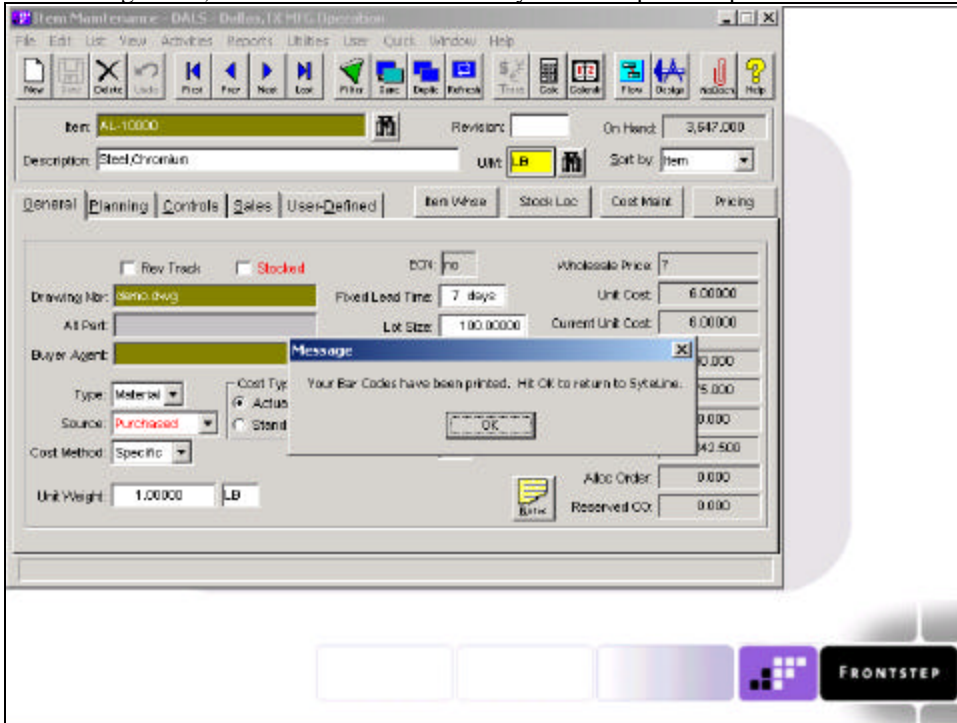 Item Maintenance - DALS - Dallas,TX MFG Operation
File Edit List View Activities Reports Utilities User Quick Window Help
New Save Delete Undo First Prev Next Last Filter Sync Duplic Refresh Trans Calc Calendr Flow Design NoDocs Help
Item: AL-10000 Revision: On Hand: 3,647.000
Description: Steel,Chromium U/M: LB Sort by: Item
General Planning Controls Sales User-Defined Item Whse Stock Loc Cost Maint Pricing
Rev Track Stocked ECN: no Wholesale Price: ?
Drawing Nbr: demo.dwg Fixed Lead Time: 7 days Unit Cost: 6.00000
Alt Part: Lot Size: 100.00000 Current Unit Cost: 6.00000
Buyer Agent:
Message
Your Bar Codes have been printed. Hit OK to return to SyteLine.
OK
Type: Material Cost Typ
Actua
Source: Purchased Stand
Cost Method: Specific
Unit Weight: 1.00000 LB
Notes
Alloc Order: 0.000
Reserved CO: 0.000
FRONTSTEP